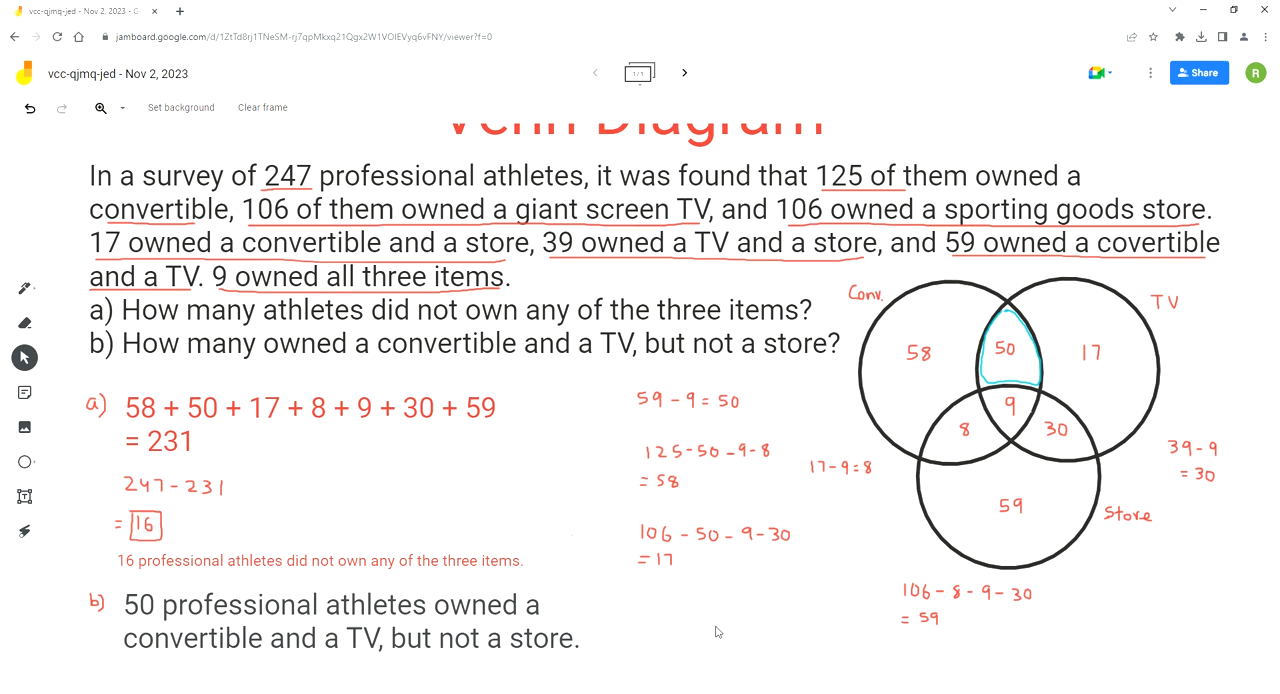 vcc-qjmq-jed - Nov 2, 2023 - G
jamboard.google.com/d/1ZtTd8rj1TNeSM-rj7qpMkxq21Qgx2W1VOIEVyq6vFNY/viewer?f=0
vcc-qjmq-jed - Nov 2, 2023
1 / 1
Share
R
Set background
Clear frame
Venn Diagram
In a survey of 247 professional athletes, it was found that 125 of them owned a
convertible, 106 of them owned a giant screen TV, and 106 owned a sporting goods store.
17 owned a convertible and a store, 39 owned a TV and a store, and 59 owned a covertible
and a TV. 9 owned all three items.
a) How many athletes did not own any of the three items?
b) How many owned a convertible and a TV, but not a store?
a) 58 + 50 + 17 + 8 + 9 + 30 + 59
= 231
247 - 231
= 16
16 professional athletes did not own any of the three items.
b) 50 professional athletes owned a
convertible and a TV, but not a store.
59 - 9 = 50
125 - 50 - 9 - 8
= 58
106 - 50 - 9 - 30
= 17
Conv.
TV
58
50
17
9
8
30
17 - 9 = 8
39 - 9
= 30
59
Store
106 - 8 - 9 - 30
= 59